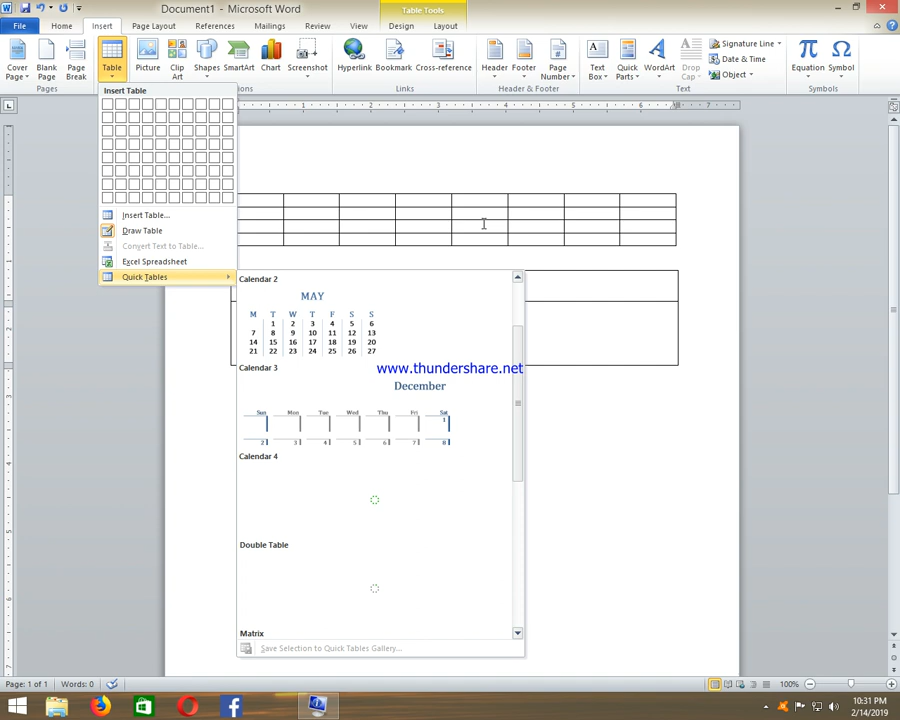 Document1 - Microsoft Word
Table Tools
File Home Insert Page Layout References Mailings Review View Design Layout
Cover Page
Blank Page
Page Break
Table
Picture
Clip Art
Shapes
SmartArt
Chart
Screenshot
Hyperlink
Bookmark
Cross-reference
Header
Footer
Page Number
Text Box
Quick Parts
WordArt
Drop Cap
Signature Line
Date & Time
Object
Equation
Symbol
Pages
Links
Header & Footer
Text
Symbols
Insert Table
Insert Table...
Draw Table
Convert Text to Table...
Excel Spreadsheet
Quick Tables
2 3 4 5 6 7
Calendar 2
MAY
M T W T F S S
1 2 3 4 5 6
7 8 9 10 11 12 13
14 15 16 17 18 19 20
21 22 23 24 25 26 27
Calendar 3
www.thundershare.net
December
Sun Mon Tue Wed Thu Fri Sat
1
2 3 4 5 6 7 8
Calendar 4
Double Table
Matrix
Save Selection to Quick Tables Gallery...
Page: 1 of 1 Words: 0 100%
10:31 PM
2/14/2019